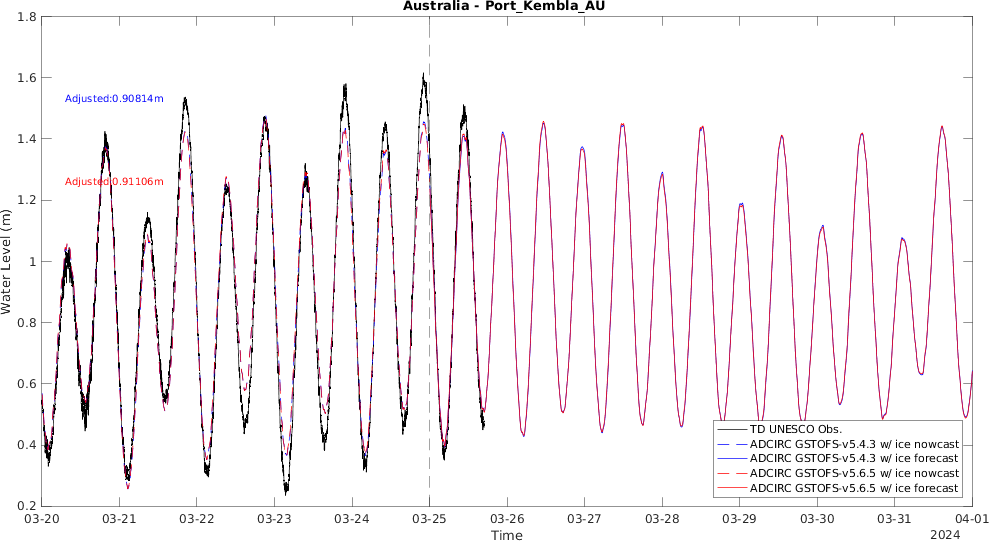 Australia - Port_Kembla_AU
1.8
1.6
1.4
1.2
1
0.8
0.6
0.4
0.2
Water Level (m)
Adjusted:0.90814m
Adjusted:0.91106m
TD UNESCO Obs.
ADCIRC GSTOFS-v5.4.3 w/ ice nowcast
ADCIRC GSTOFS-v5.4.3 w/ ice forecast
ADCIRC GSTOFS-v5.6.5 w/ ice nowcast
ADCIRC GSTOFS-v5.6.5 w/ ice forecast
03-20 03-21 03-22 03-23 03-24 03-25 03-26 03-27 03-28 03-29 03-30 03-31 04-01
Time
2024